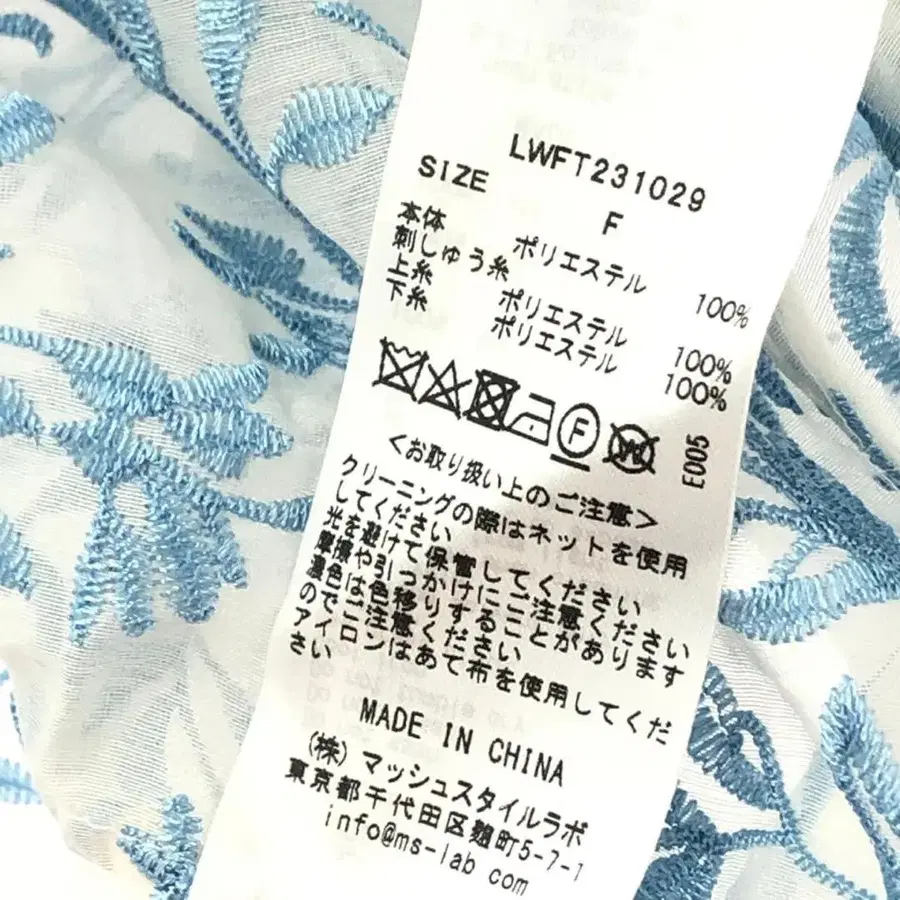 LWFT231029
SIZE F
本体 ポリエステル 100%
刺しゅう糸
上糸 ポリエステル 100%
下糸 ポリエステル 100%
F W E005
<お取り扱い上のご注意>
クリーニングの際はネットを使用
してください
光を避けて保管してください
摩擦や引っかけにご注意ください
濃色は色移りすることがあります
のでご注意ください
アイロンはあて布を使用してくだ
さい
MADE IN CHINA
(株)マッシュスタイルラボ
東京都千代田区麹町5-7-1
info@ms-lab com